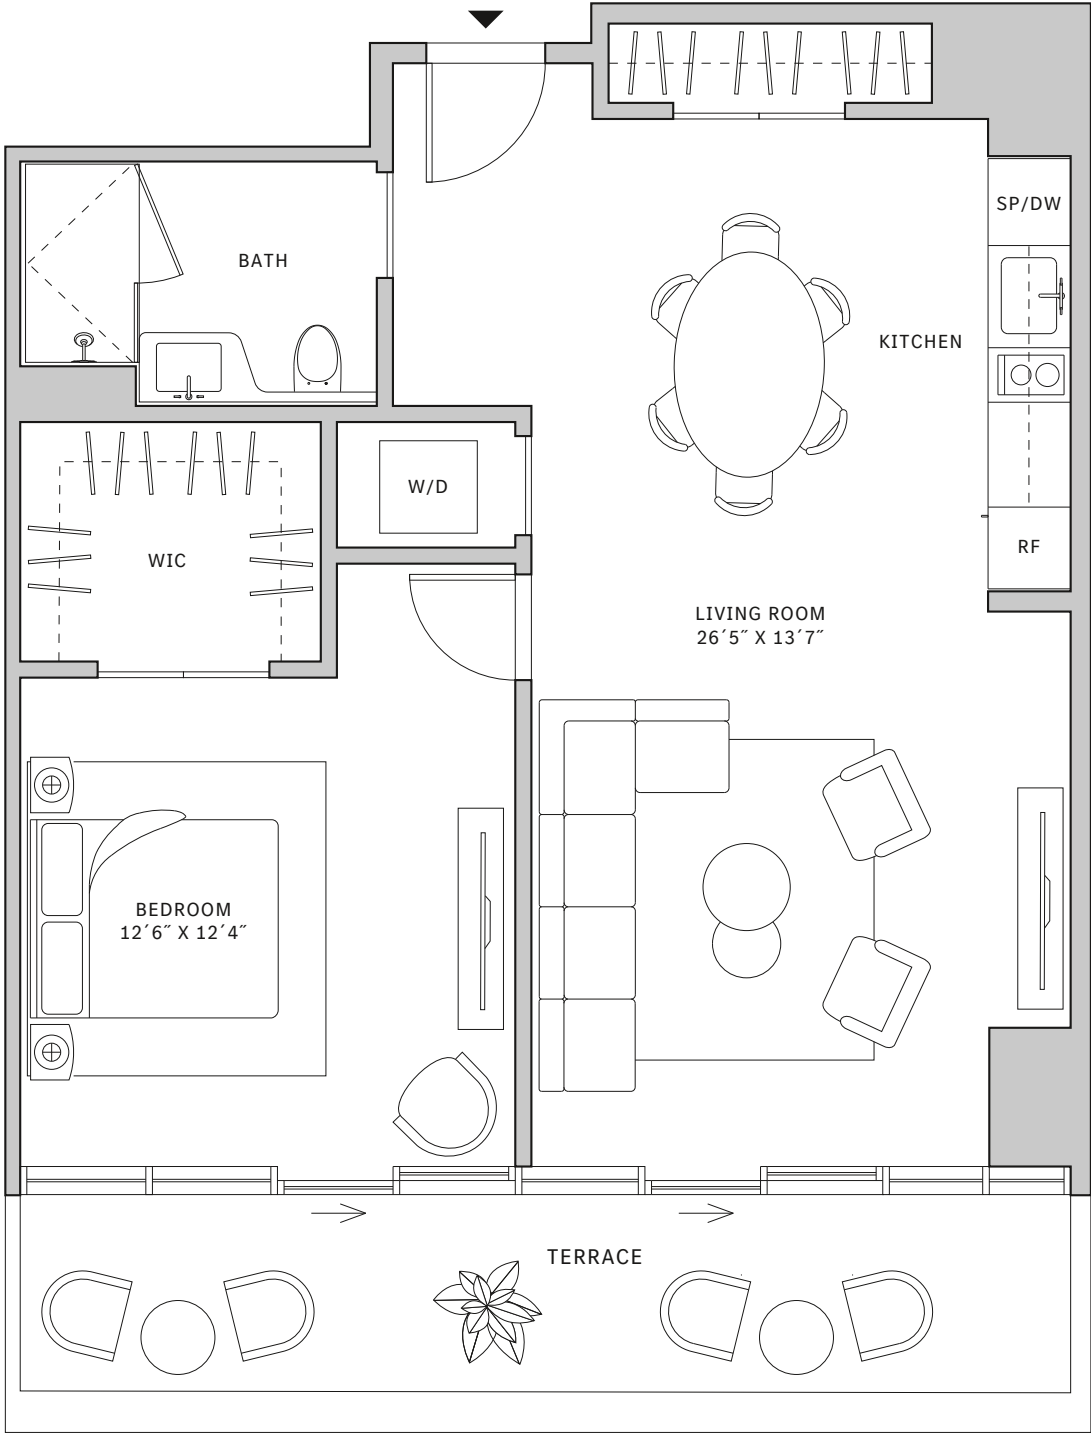 SP/DW
BATH
KITCHEN
W/D
WIC
RF
LIVING ROOM
26´5˝ X 13´7˝
BEDROOM
12´6˝ X 12´4˝
TERRACE